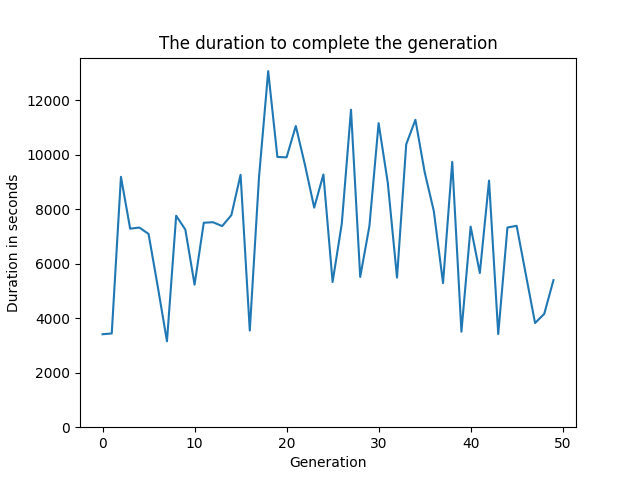 The duration to complete the generation
Duration in seconds
12000
10000
8000
6000
4000
2000
0
0 10 20 30 40 50
Generation